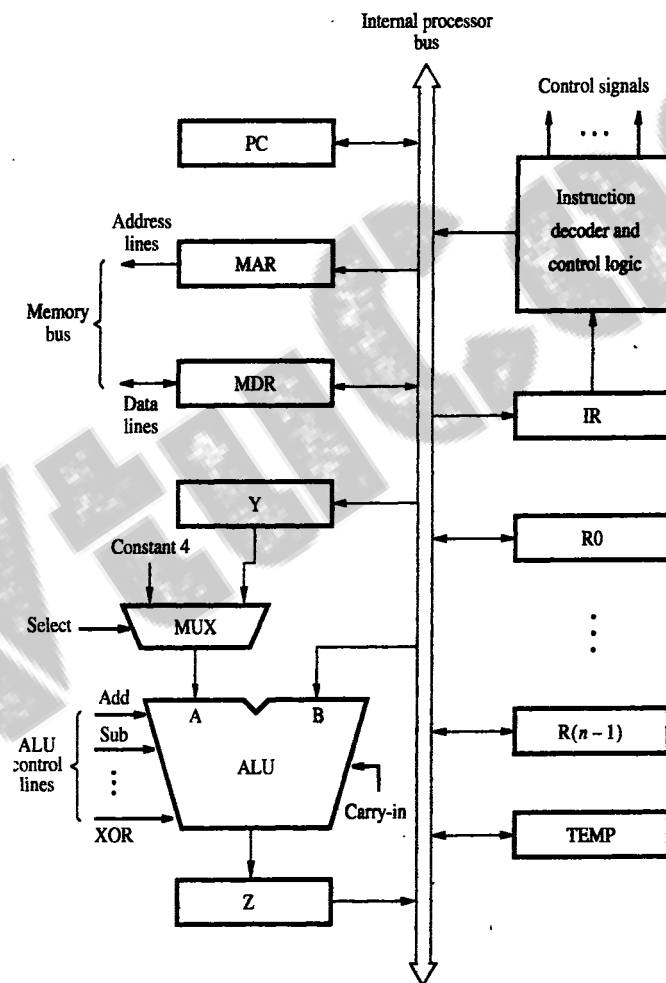 Internal processor
bus
Control signals
...
PC
Instruction
decoder and
control logic
Address
lines
MAR
Memory
bus
MDR
Data
lines
IR
Y
Constant 4
R0
Select
MUX
Add
A
B
R(n − 1)
ALU
control
lines
Sub
ALU
Carry-in
XOR
TEMP
Z